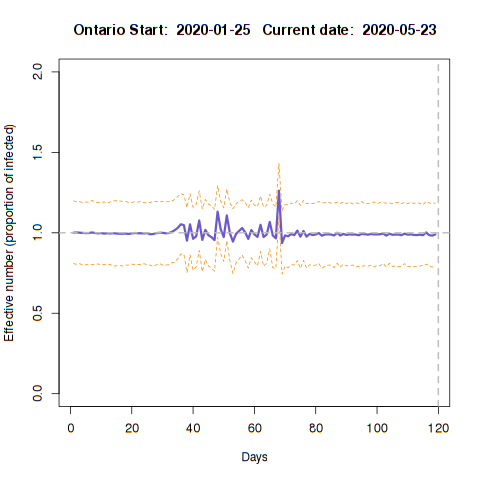 Ontario Start: 2020-01-25 Current date: 2020-05-23
Effective number (proportion of infected)
2.0
1.5
1.0
0.5
0.0
0 20 40 60 80 100 120
Days